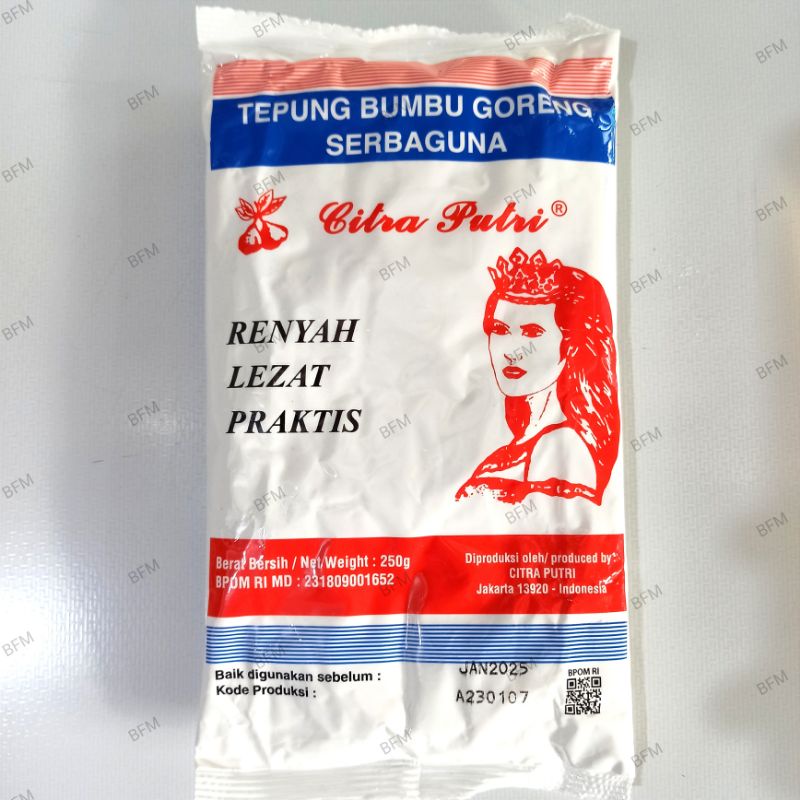 TEPUNG BUMBU GORENG
SERBAGUNA
Citra Putri®
RENYAH
LEZAT
PRAKTIS
Berat Bersih / Net Weight : 250g
BPOM RI MD : 231809001652
Diproduksi oleh/ produced by:
CITRA PUTRI
Jakarta 13920 - Indonesia
Baik digunakan sebelum : JAN2025
Kode Produksi : A230107
BPOM RI
BFM